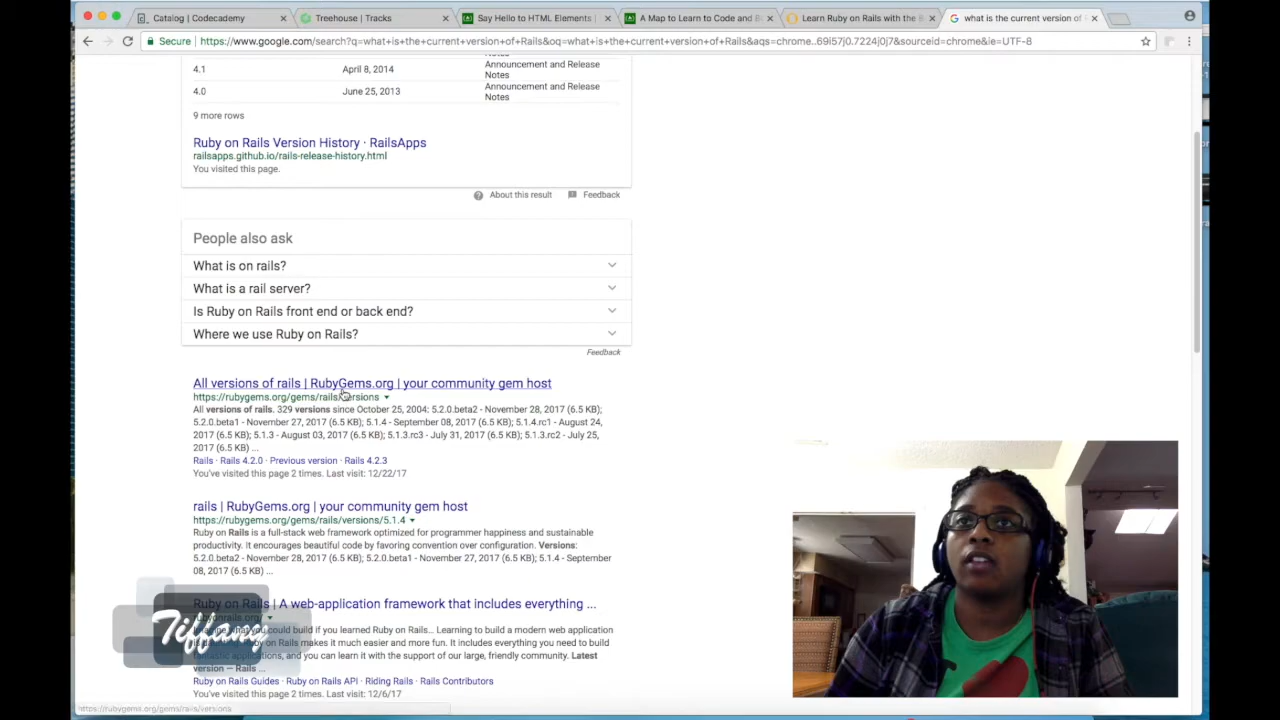 Catalog | Codecademy
Treehouse | Tracks
Say Hello to HTML Elements |
A Map to Learn to Code and B
Learn Ruby on Rails with the B
what is the current version of
Secure
https://www.google.com/search?q=what+is+the+current+version+of+Rails&oq=what+is+the+current+version+of+Rails&aqs=chrome..69i57j0.7224j0j7&sourceid=chrome&ie=UTF-8
Notes
4.1 April 8, 2014 Announcement and Release
Notes
4.0 June 25, 2013 Announcement and Release
Notes
9 more rows
Ruby on Rails Version History · RailsApps
railsapps.github.io/rails-release-history.html
You visited this page.
About this result Feedback
People also ask
What is on rails?
What is a rail server?
Is Ruby on Rails front end or back end?
Where we use Ruby on Rails?
Feedback
All versions of rails | RubyGems.org | your community gem host
https://rubygems.org/gems/rails/versions
All versions of rails. 329 versions since October 25, 2004: 5.2.0.beta2 - November 28, 2017 (6.5 KB);
5.2.0.beta1 - November 27, 2017 (6.5 KB); 5.1.4 - September 08, 2017 (6.5 KB); 5.1.4.rc1 - August 24,
2017 (6.5 KB); 5.1.3 - August 03, 2017 (6.5 KB); 5.1.3.rc3 - July 31, 2017 (6.5 KB); 5.1.3.rc2 - July 25,
2017 (6.5 KB) ...
Rails · Rails 4.2.0 · Previous version · Rails 4.2.3
You've visited this page 2 times. Last visit: 12/22/17
rails | RubyGems.org | your community gem host
https://rubygems.org/gems/rails/versions/5.1.4
Ruby on Rails is a full-stack web framework optimized for programmer happiness and sustainable
productivity. It encourages beautiful code by favoring convention over configuration. Versions:
5.2.0.beta2 - November 28, 2017 (6.5 KB); 5.2.0.beta1 - November 27, 2017 (6.5 KB); 5.1.4 - September
08, 2017 (6.5 KB) ...
Ruby on Rails | A web-application framework that includes everything ...
rubyonrails.org/
what you could build if you learned Ruby on Rails... Learning to build a modern web application
is Ruby on Rails makes it much easier and more fun. It includes everything you need to build
applications, and you can learn it with the support of our large, friendly community. Latest
version — Rails ...
Ruby on Rails Guides · Ruby on Rails API · Riding Rails · Rails Contributors
You've visited this page 2 times. Last visit: 12/6/17
Tiffany
https://rubygems.org/gems/rails/versions